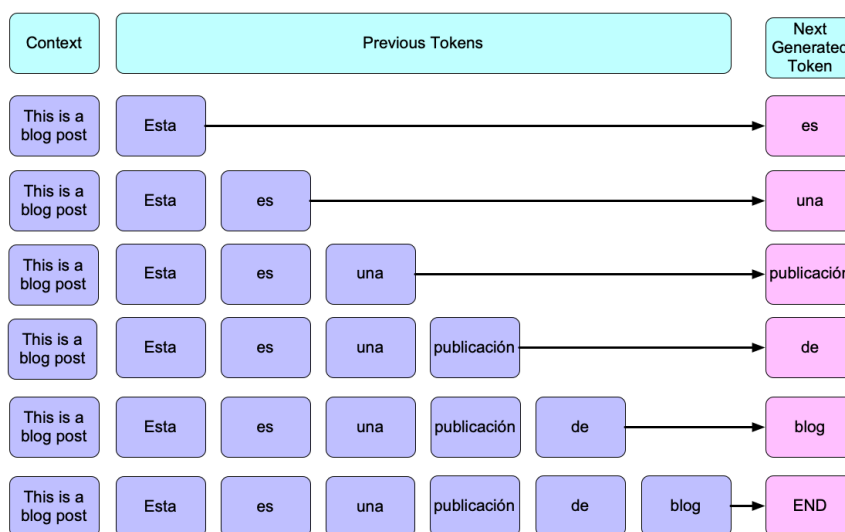 Context
Previous Tokens
Next
Generated
Token
This is a
blog post
Esta
es
This is a
blog post
Esta
es
una
This is a
blog post
Esta
es
una
publicación
This is a
blog post
Esta
es
una
publicación
de
This is a
blog post
Esta
es
una
publicación
de
blog
This is a
blog post
Esta
es
una
publicación
de
blog
END